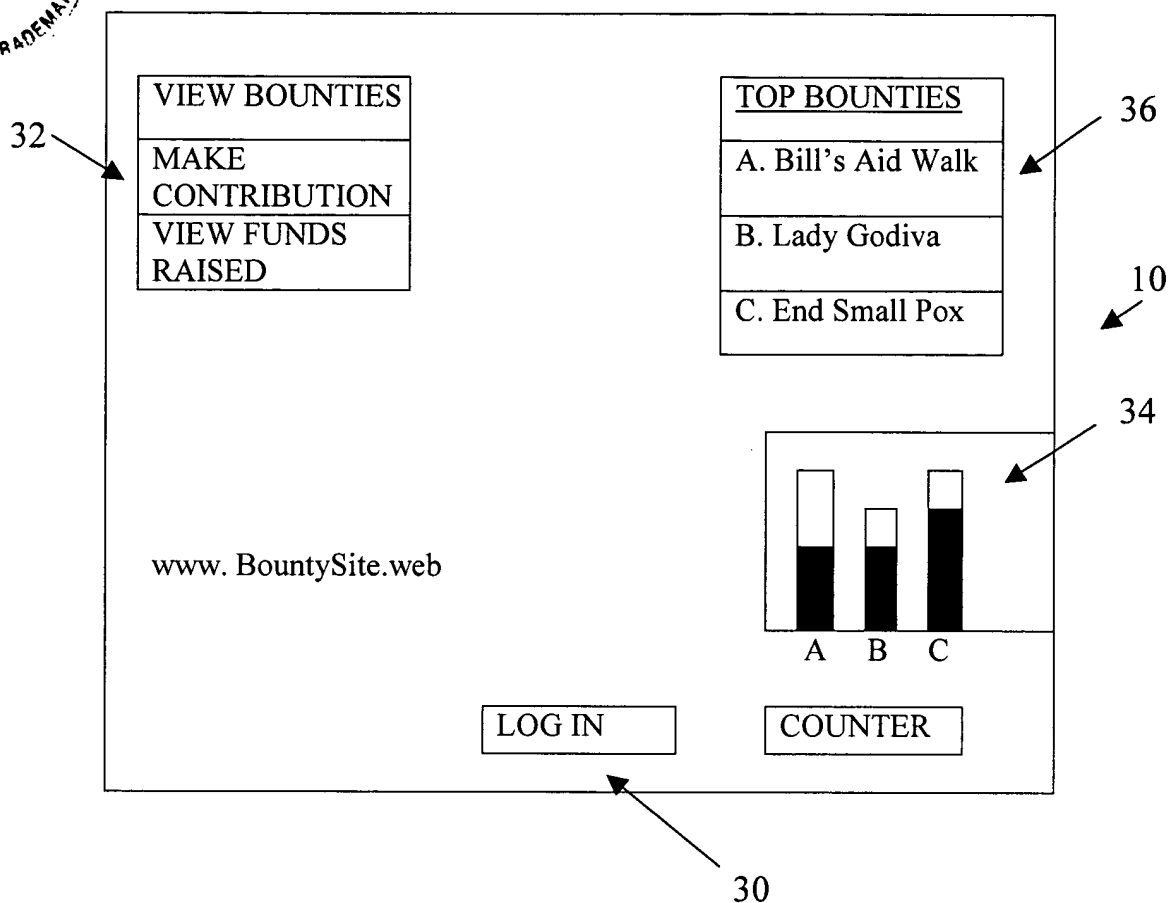 VIEW BOUNTIES
MAKE
CONTRIBUTION
VIEW FUNDS
RAISED
32
TOP BOUNTIES
A. Bill's Aid Walk
B. Lady Godiva
C. End Small Pox
36
10
34
www. BountySite.web
A B C
LOG IN
COUNTER
30